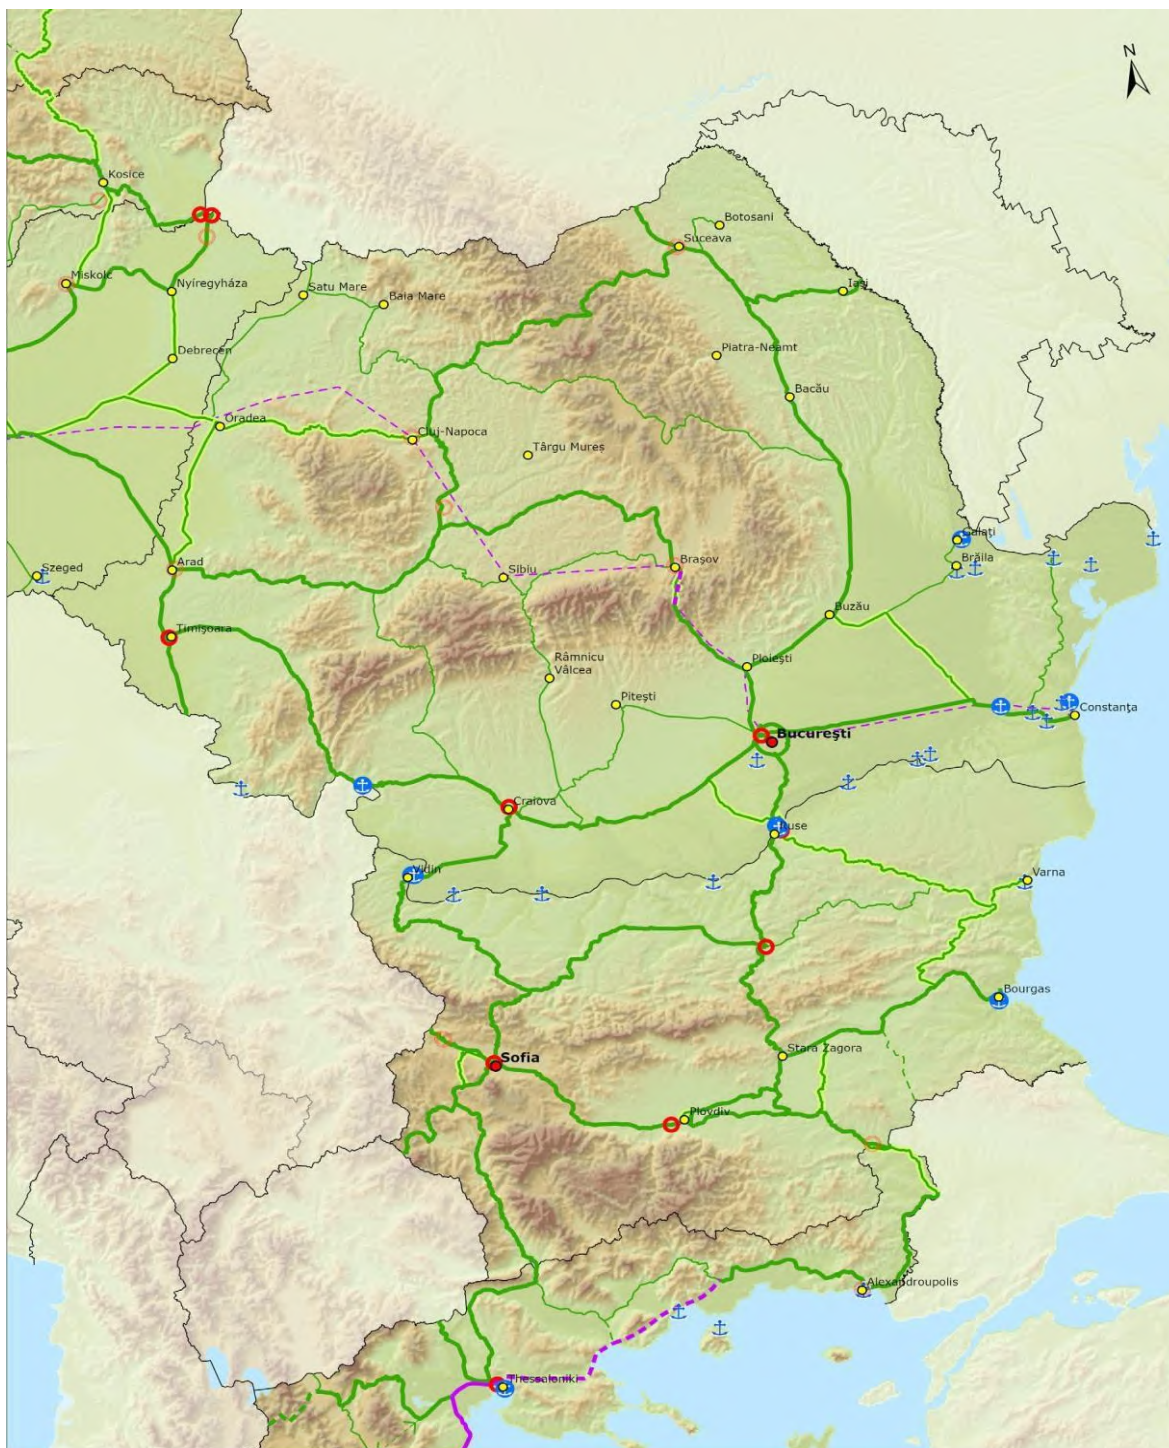 N
Kosice
Botosani
Suceava
Miskolc
Nyíregyháza
Satu Mare
Baia Mare
Iaşi
Debrecen
Piatra-Neamt
Bacău
Oradea
Cluj-Napoca
Târgu Mureş
Galaţi
Brăila
Szeged
Arad
Sibiu
Braşov
Timişoara
Buzău
Râmnicu
Vâlcea
Ploieşti
Piteşti
Constanţa
Bucureşti
Craiova
Ruse
Vidin
Varna
Bourgas
Sofia
Stara Zagora
Plovdiv
Alexandroupolis
Thessaloniki